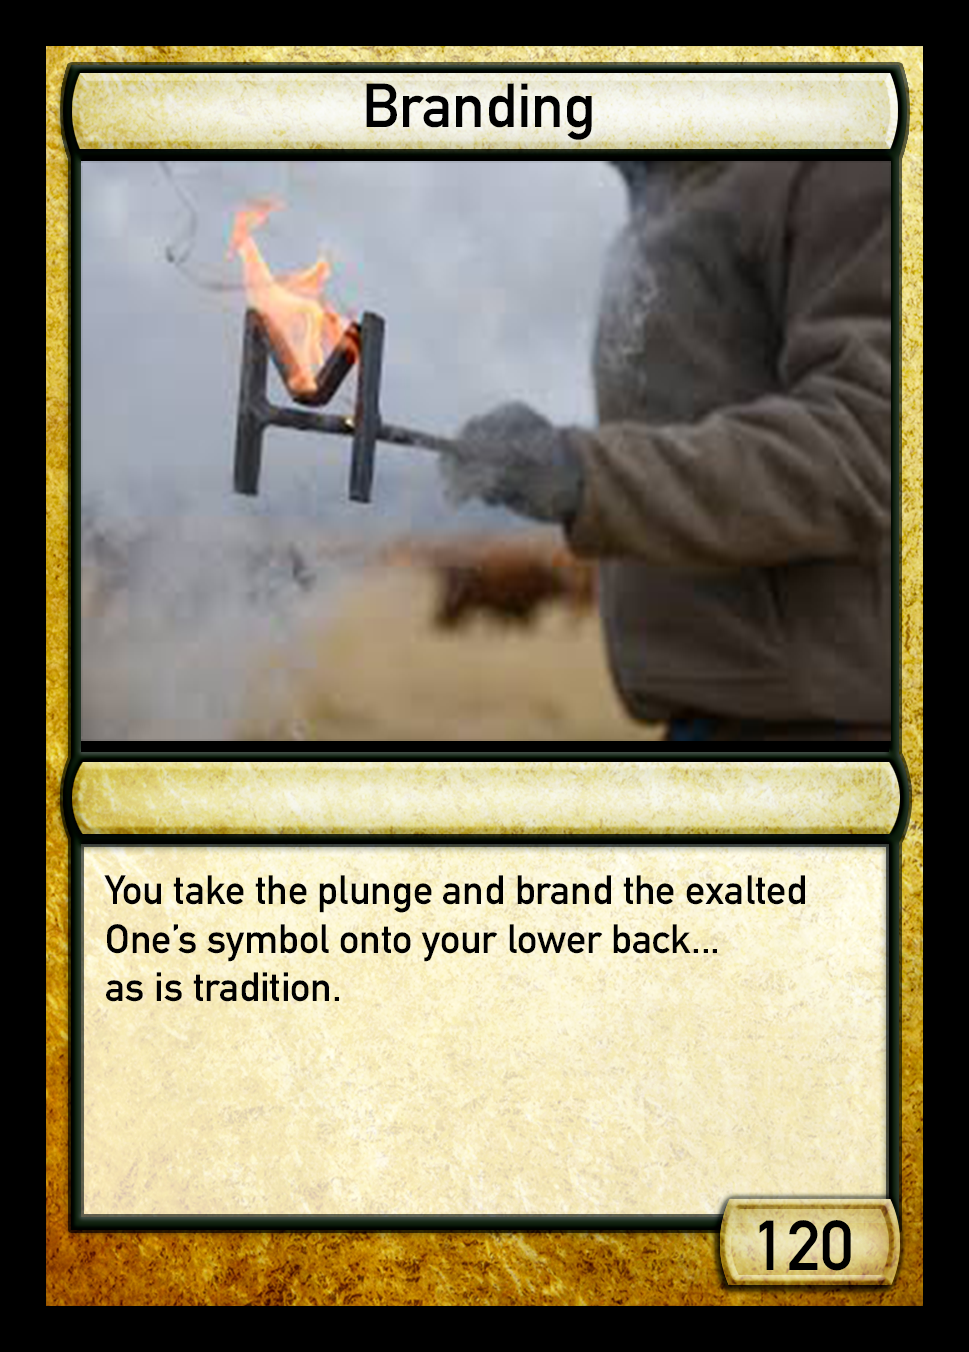 Branding
You take the plunge and brand the exalted
One’s symbol onto your lower back...
as is tradition.
120